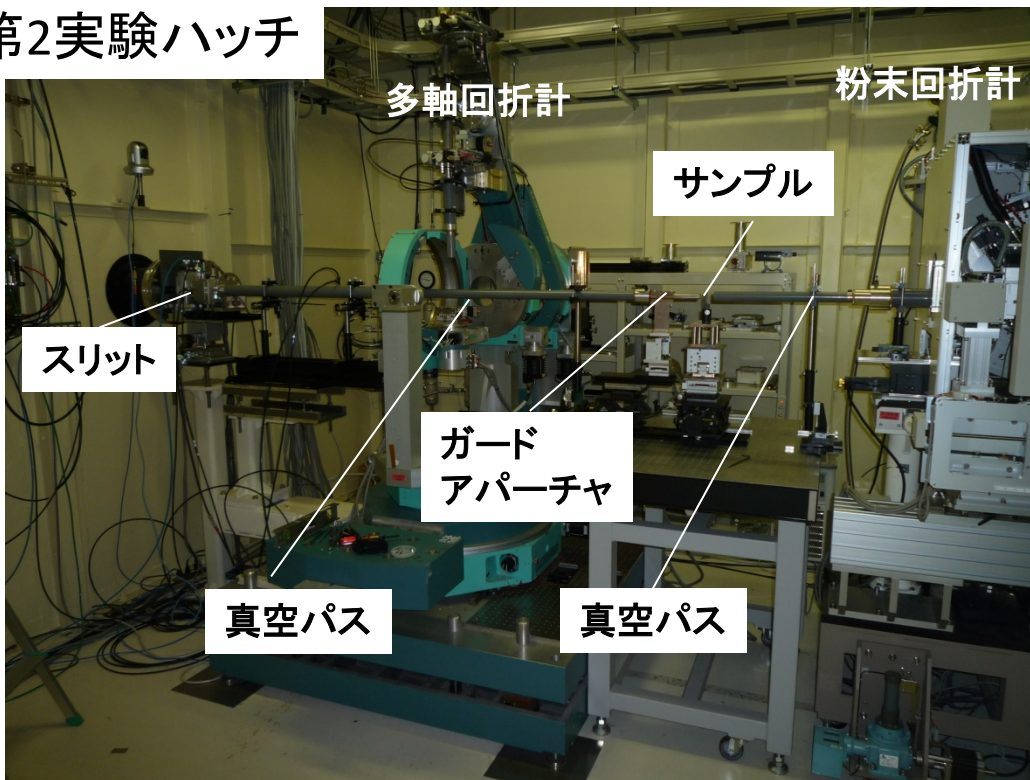 第2実験ハッチ
多軸回折計
粉末回折計
サンプル
スリット
ガード
アパーチャ
真空パス
真空パス